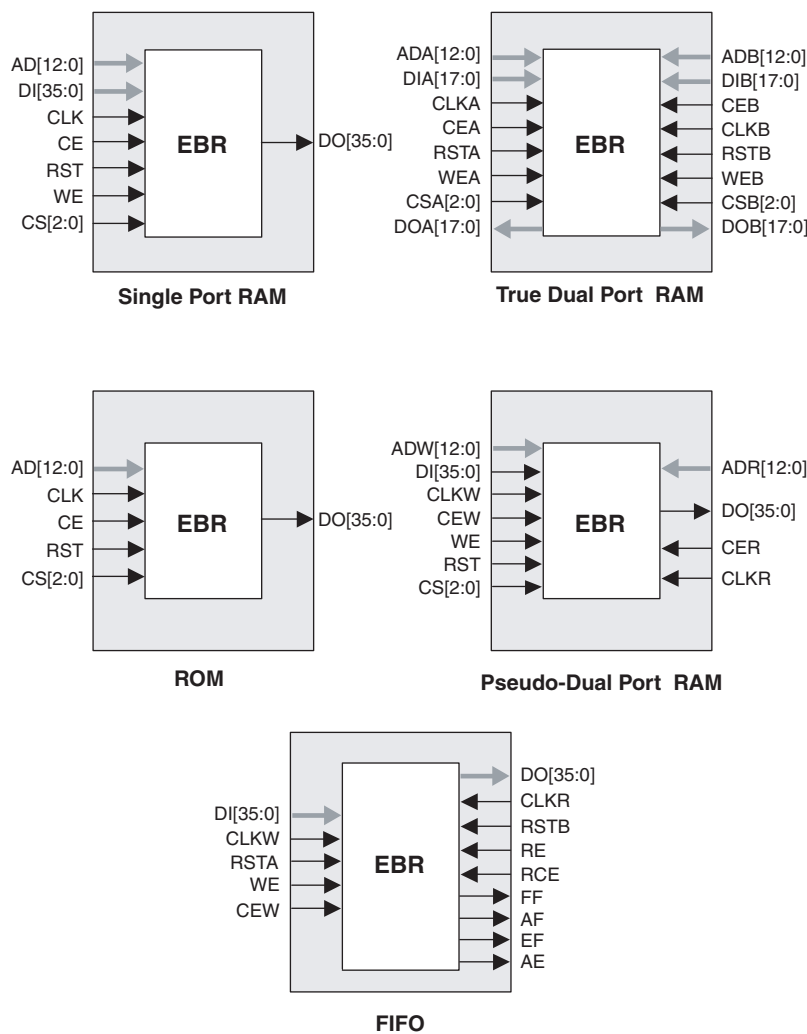 AD[12:0]
DI[35:0]
CLK
CE
RST
WE
CS[2:0]
EBR
DO[35:0]
Single Port RAM
ADA[12:0]
DIA[17:0]
CLKA
CEA
RSTA
WEA
CSA[2:0]
DOA[17:0]
EBR
ADB[12:0]
DIB[17:0]
CEB
CLKB
RSTB
WEB
CSB[2:0]
DOB[17:0]
True Dual Port RAM
AD[12:0]
CLK
CE
RST
CS[2:0]
EBR
DO[35:0]
ROM
ADW[12:0]
DI[35:0]
CLKW
CEW
WE
RST
CS[2:0]
EBR
ADR[12:0]
DO[35:0]
CER
CLKR
Pseudo-Dual Port RAM
DI[35:0]
CLKW
RSTA
WE
CEW
EBR
DO[35:0]
CLKR
RSTB
RE
RCE
FF
AF
EF
AE
FIFO